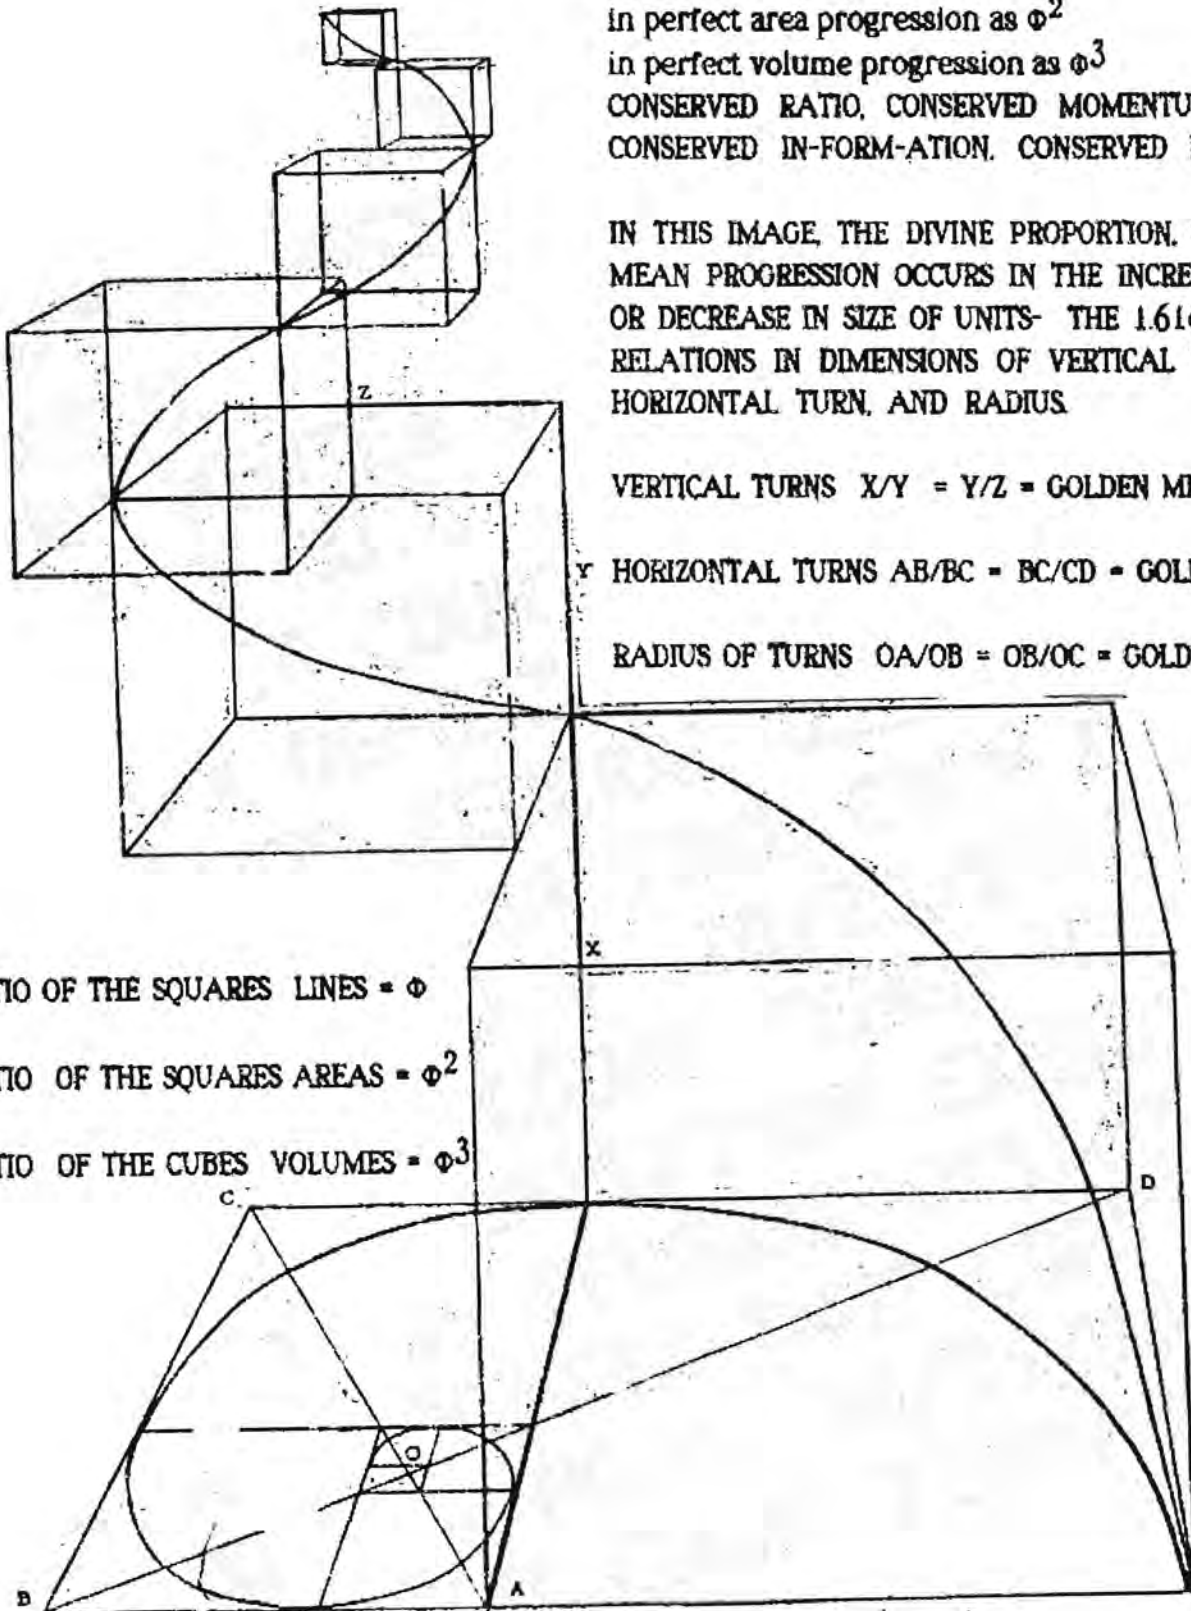 in perfect area progression as Φ²
in perfect volume progression as Φ³
CONSERVED RATIO, CONSERVED MOMENTU
CONSERVED IN-FORM-ATION, CONSERVED
IN THIS IMAGE, THE DIVINE PROPORTION,
MEAN PROGRESSION OCCURS IN THE INCRE
OR DECREASE IN SIZE OF UNITS- THE 1.618
RELATIONS IN DIMENSIONS OF VERTICAL
HORIZONTAL TURN, AND RADIUS
Z
VERTICAL TURNS X/Y = Y/Z = GOLDEN ME
Y
HORIZONTAL TURNS AB/BC = BC/CD = GOLD
RADIUS OF TURNS OA/OB = OB/OC = GOLD
X
TIO OF THE SQUARES LINES = Φ
TIO OF THE SQUARES AREAS = Φ²
TIO OF THE CUBES VOLUMES = Φ³
C
D
O
B
A